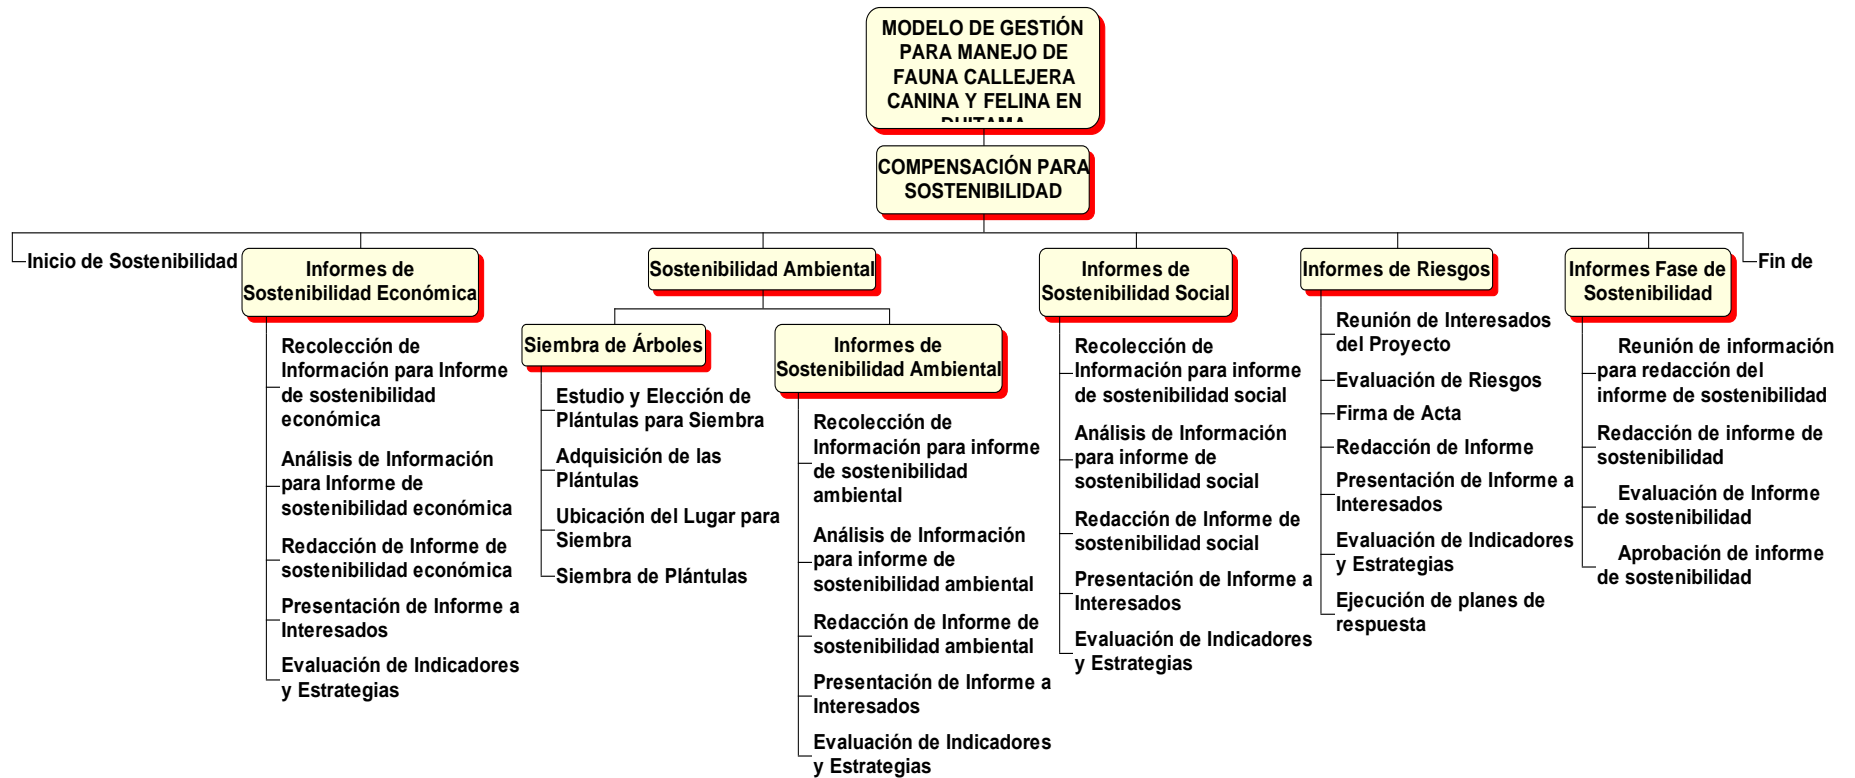 MODELO DE GESTIÓN
PARA MANEJO DE
FAUNA CALLEJERA
CANINA Y FELINA EN
DUITAMA
COMPENSACIÓN PARA
SOSTENIBILIDAD
Inicio de Sostenibilidad
Informes de
Sostenibilidad Económica
Recolección de
Información para Informe
de sostenibilidad
económica
Análisis de Información
para Informe de
sostenibilidad económica
Redacción de Informe de
sostenibilidad económica
Presentación de Informe a
Interesados
Evaluación de Indicadores
y Estrategias
Sostenibilidad Ambiental
Siembra de Árboles
Estudio y Elección de
Plántulas para Siembra
Adquisición de las
Plántulas
Ubicación del Lugar para
Siembra
Siembra de Plántulas
Informes de
Sostenibilidad Ambiental
Recolección de
Información para informe
de sostenibilidad
ambiental
Análisis de Información
para informe de
sostenibilidad ambiental
Redacción de Informe de
sostenibilidad ambiental
Presentación de Informe a
Interesados
Evaluación de Indicadores
y Estrategias
Informes de
Sostenibilidad Social
Recolección de
Información para informe
de sostenibilidad social
Análisis de Información
para informe de
sostenibilidad social
Redacción de Informe de
sostenibilidad social
Presentación de Informe a
Interesados
Evaluación de Indicadores
y Estrategias
Informes de Riesgos
Reunión de Interesados
del Proyecto
Evaluación de Riesgos
Firma de Acta
Redacción de Informe
Presentación de Informe a
Interesados
Evaluación de Indicadores
y Estrategias
Ejecución de planes de
respuesta
Informes Fase de
Sostenibilidad
Reunión de información
para redacción del
informe de sostenibilidad
Redacción de informe de
sostenibilidad
Evaluación de Informe
de sostenibilidad
Aprobación de informe
de sostenibilidad
Fin de